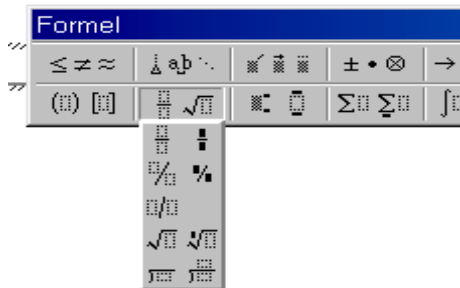 Formel
≤ ≠ ≈ a͟b ⋱ ± • ⊗ →
(▯) [▯] ▯/▯ √▯ Σ▯ Σ▯ ∫▯